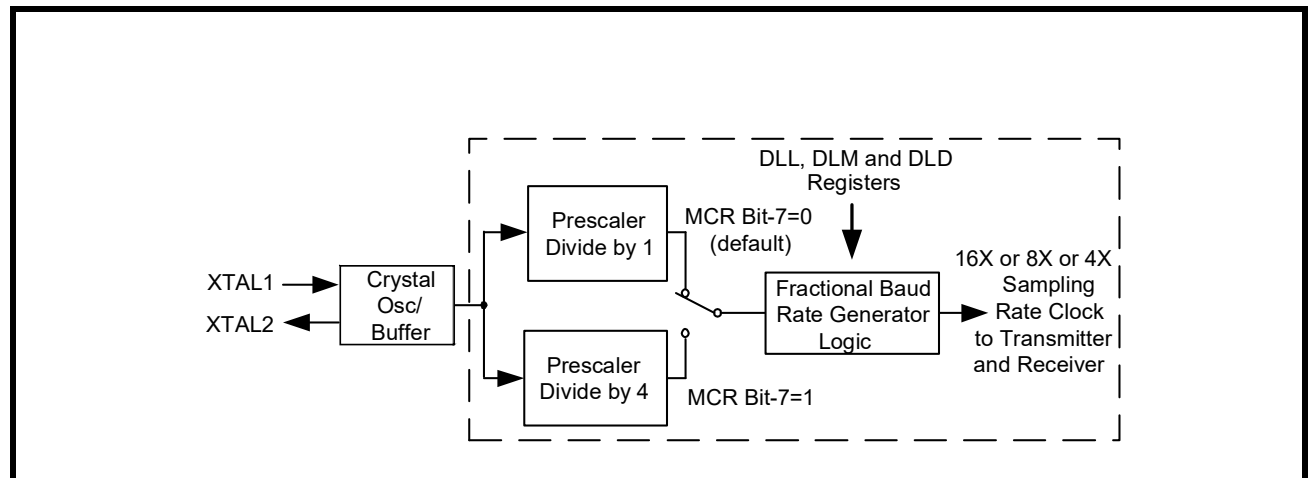 XTAL1
XTAL2
Crystal
Osc/
Buffer
Prescaler
Divide by 1
Prescaler
Divide by 4
MCR Bit-7=0
(default)
MCR Bit-7=1
DLL, DLM and DLD
Registers
Fractional Baud
Rate Generator
Logic
16X or 8X or 4X
Sampling
Rate Clock
to Transmitter
and Receiver